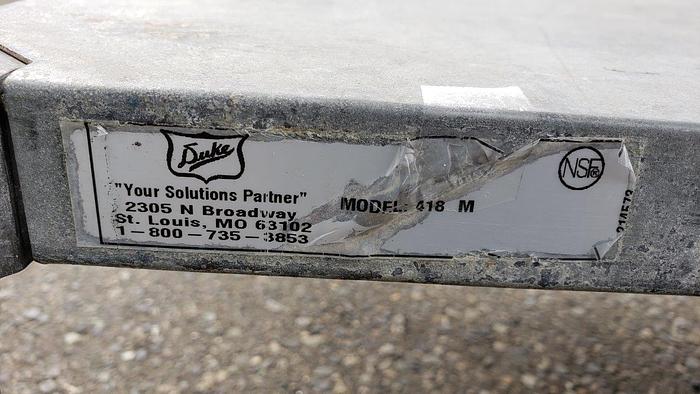 Duke
"Your Solutions Partner"
2305 N Broadway
St. Louis, MO 63102
1-800-735-3853
MODEL: 418 M
NSF®